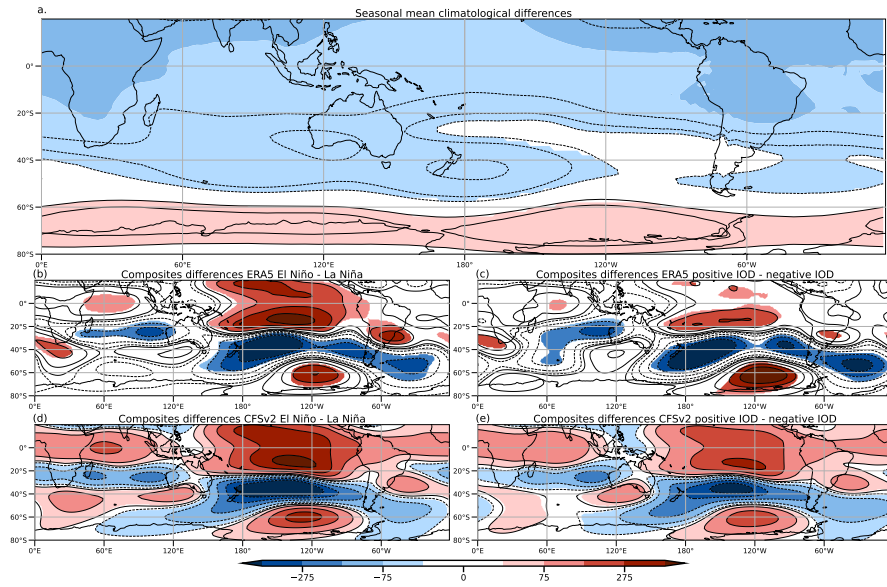 a.
Seasonal mean climatological differences
0°
20°S
40°S
60°S
80°S
0°E 60°E 120°E 180° 120°W 60°W
(b) Composites differences ERA5 El Niño - La Niña
(c) Composites differences ERA5 positive IOD - negative IOD
0°
20°S
40°S
60°S
80°S
0°E 60°E 120°E 180°E 120°W 60°W
0°
20°S
40°S
60°S
80°S
0°E 60°E 120°E 180°E 120°W 60°W
(d) Composites differences CFSv2 El Niño - La Niña
(e) Composites differences CFSv2 positive IOD - negative IOD
0°
20°S
40°S
60°S
80°S
0°E 60°E 120°E 180°E 120°W 60°W
0°
20°S
40°S
60°S
80°S
0°E 60°E 120°E 180°E 120°W 60°W
−275 −75 0 75 275